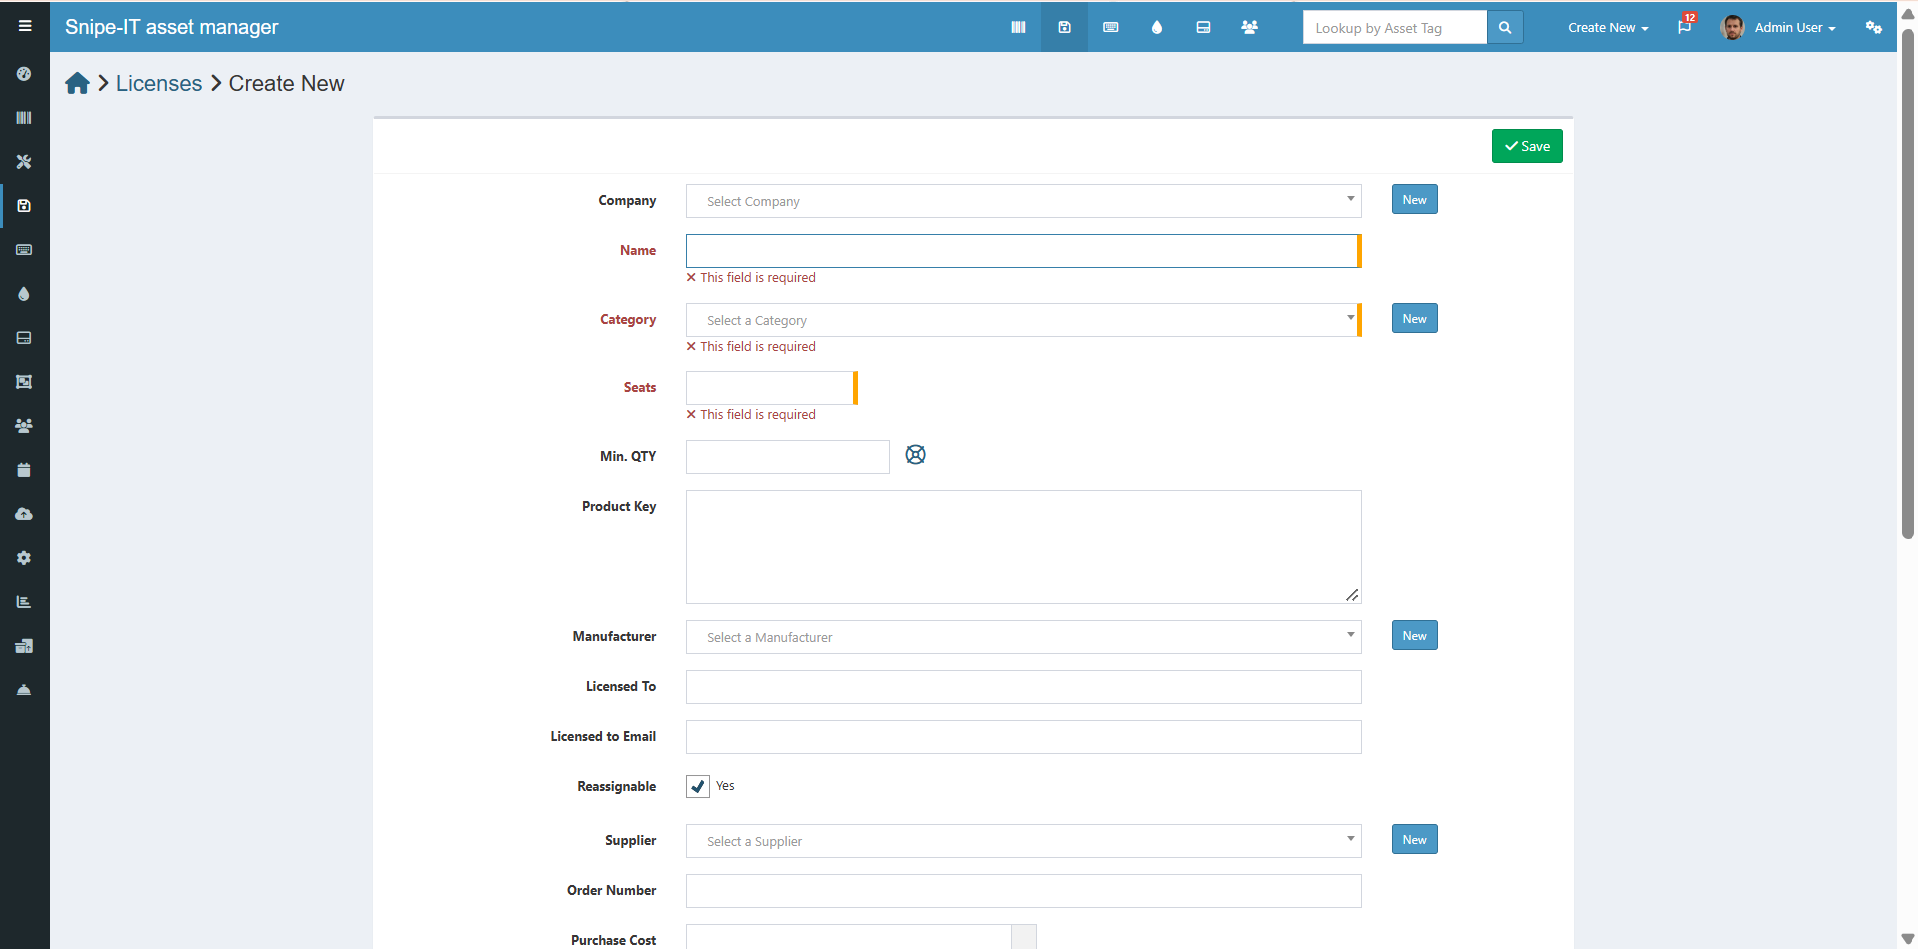 Snipe-IT asset manager
Lookup by Asset Tag
Create New
12
Admin User
Licenses
Create New
Save
Company
Select Company
New
Name
This field is required
Category
Select a Category
New
This field is required
Seats
This field is required
Min. QTY
Product Key
Manufacturer
Select a Manufacturer
New
Licensed To
Licensed to Email
Reassignable
Yes
Supplier
Select a Supplier
New
Order Number
Purchase Cost